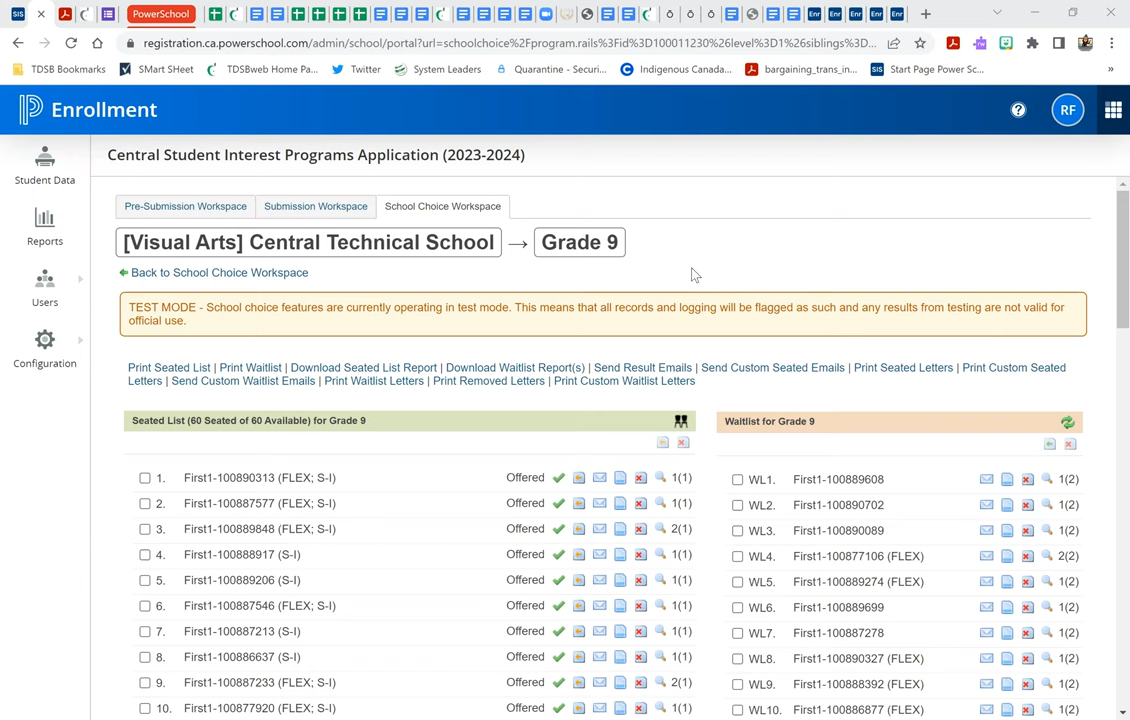 PowerSchool
Enr
Enr
Enr
Enr
Enr
SIS
registration.ca.powerschool.com/admin/school/portal?url=schoolchoice%2Fprogram.rails%3Fid%3D100011230%26level%3D1%26siblings%3D...
TDSB Bookmarks
SMart SHeet
TDSBweb Home Pa...
Twitter
System Leaders
Quarantine - Securi...
Indigenous Canada...
bargaining_trans_in...
SIS
Start Page Power Sc...
»
Enrollment
RF
Student Data
Reports
Users
Configuration
Central Student Interest Programs Application (2023-2024)
Pre-Submission Workspace
Submission Workspace
School Choice Workspace
[Visual Arts] Central Technical School → Grade 9
Back to School Choice Workspace
TEST MODE - School choice features are currently operating in test mode. This means that all records and logging will be flagged as such and any results from testing are not valid for
official use.
Print Seated List | Print Waitlist | Download Seated List Report | Download Waitlist Report(s) | Send Result Emails | Send Custom Seated Emails | Print Seated Letters | Print Custom Seated
Letters | Send Custom Waitlist Emails | Print Waitlist Letters | Print Removed Letters | Print Custom Waitlist Letters
Seated List (60 Seated of 60 Available) for Grade 9
1. First1-100890313 (FLEX; S-I) Offered 1(1)
2. First1-100887577 (FLEX; S-I) Offered 1(1)
3. First1-100889848 (FLEX; S-I) Offered 2(1)
4. First1-100888917 (S-I) Offered 1(1)
5. First1-100889206 (S-I) Offered 1(1)
6. First1-100887546 (FLEX; S-I) Offered 1(1)
7. First1-100887213 (S-I) Offered 1(1)
8. First1-100886637 (S-I) Offered 1(1)
9. First1-100887233 (FLEX; S-I) Offered 2(1)
10. First1-100877920 (FLEX; S-I) Offered 1(1)
Waitlist for Grade 9
WL1. First1-100889608 1(2)
WL2. First1-100890702 1(2)
WL3. First1-100890089 1(2)
WL4. First1-100877106 (FLEX) 2(2)
WL5. First1-100889274 (FLEX) 1(2)
WL6. First1-100889699 1(2)
WL7. First1-100887278 1(2)
WL8. First1-100890327 (FLEX) 1(2)
WL9. First1-100888392 (FLEX) 1(2)
WL10. First1-100886877 (FLEX) 1(2)